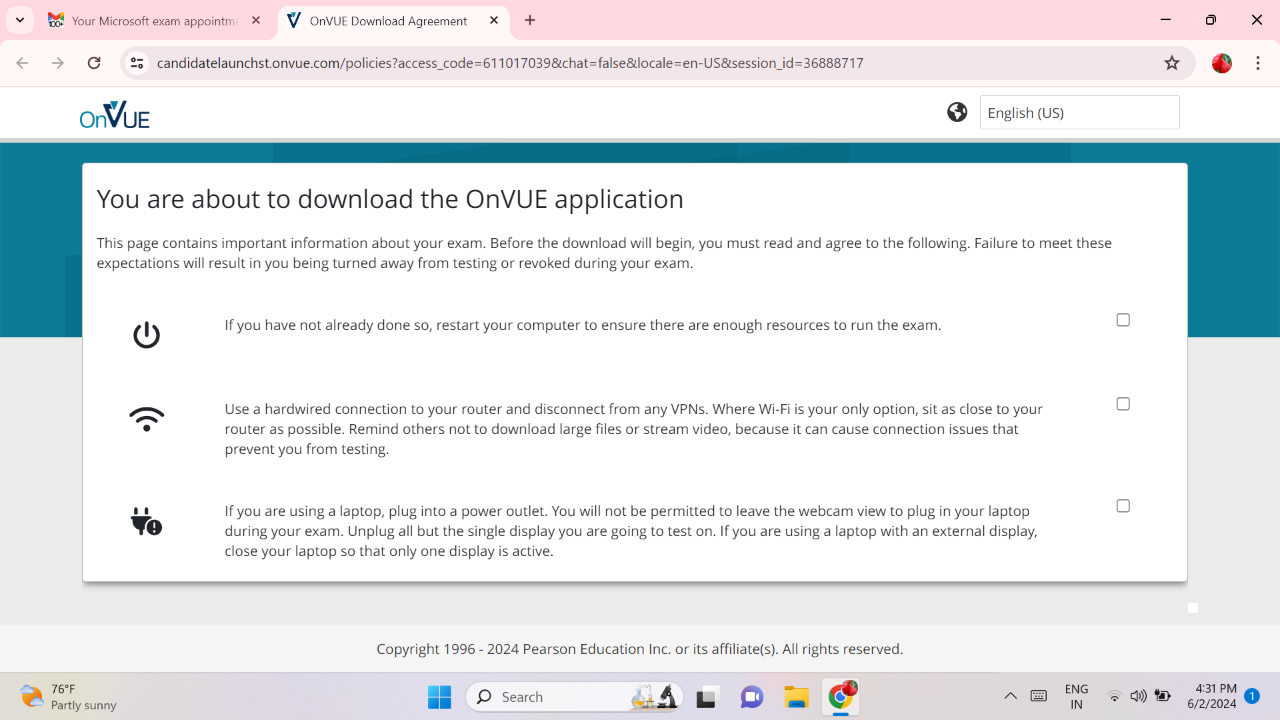 Your Microsoft exam appointme
OnVUE Download Agreement
candidatelaunchst.onvue.com/policies?access_code=611017039&chat=false&locale=en-US&session_id=36888717
OnVUE
English (US)
You are about to download the OnVUE application
This page contains important information about your exam. Before the download will begin, you must read and agree to the following. Failure to meet these
expectations will result in you being turned away from testing or revoked during your exam.
If you have not already done so, restart your computer to ensure there are enough resources to run the exam.
Use a hardwired connection to your router and disconnect from any VPNs. Where Wi-Fi is your only option, sit as close to your
router as possible. Remind others not to download large files or stream video, because it can cause connection issues that
prevent you from testing.
If you are using a laptop, plug into a power outlet. You will not be permitted to leave the webcam view to plug in your laptop
during your exam. Unplug all but the single display you are going to test on. If you are using a laptop with an external display,
close your laptop so that only one display is active.
Copyright 1996 - 2024 Pearson Education Inc. or its affiliate(s). All rights reserved.
76°F
Partly sunny
Search
ENG
IN
4:31 PM
6/2/2024
1